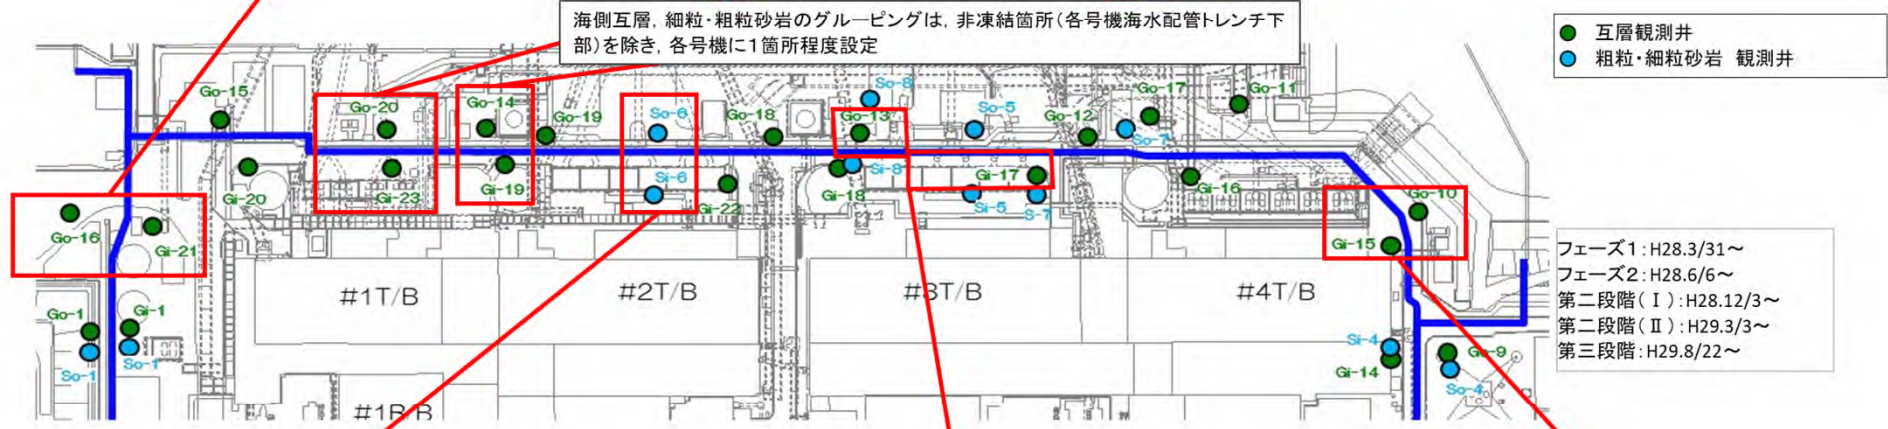 海側互層，細粒・粗粒砂岩のグルーピングは，非凍結箇所（各号機海水配管トレンチ下
部）を除き，各号機に1箇所程度設定
互層観測井
粗粒・細粒砂岩　観測井
Go-15
Go-20
Go-14
Go-19
So-6
Go-18
So-8
Go-13
So-5
Go-12
Go-17
So-7
Go-11
Gi-20
Gi-23
Gi-19
Si-6
Gi-22
Gi-18
Si-8
Gi-17
Si-5
S-7
Gi-16
Go-10
Gi-15
Go-16
Gi-21
#1T/B
#2T/B
#3T/B
#4T/B
フェーズ1：H28.3/31～
フェーズ2：H28.6/6～
第二段階（Ⅰ）：H28.12/3～
第二段階（Ⅱ）：H29.3/3～
第三段階：H29.8/22～
Go-1
Gi-1
So-1
So-1
Si-4
Gi-14
Go-9
So-4
#1R/B